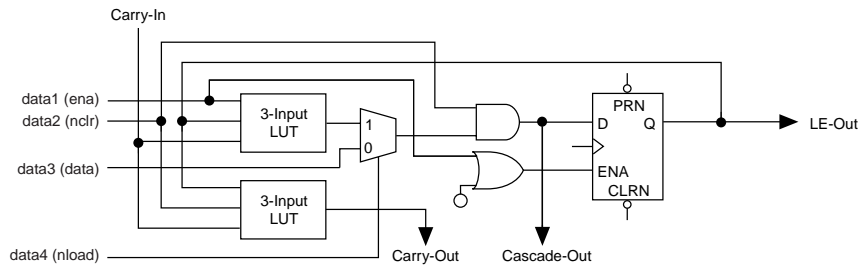 Carry-In
data1 (ena)
data2 (nclr)
3-Input
LUT
1
0
data3 (data)
3-Input
LUT
data4 (nload)
Carry-Out
Cascade-Out
PRN
D
Q
ENA
CLRN
LE-Out